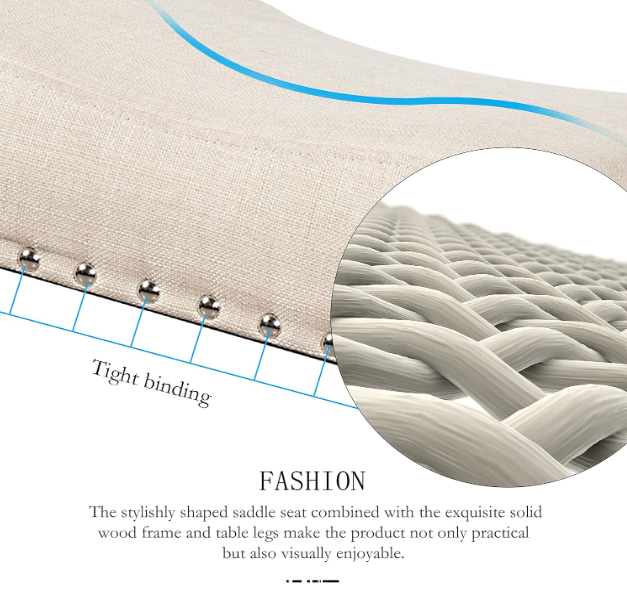 Tight binding
FASHION
The stylishly shaped saddle seat combined with the exquisite solid
wood frame and table legs make the product not only practical
but also visually enjoyable.